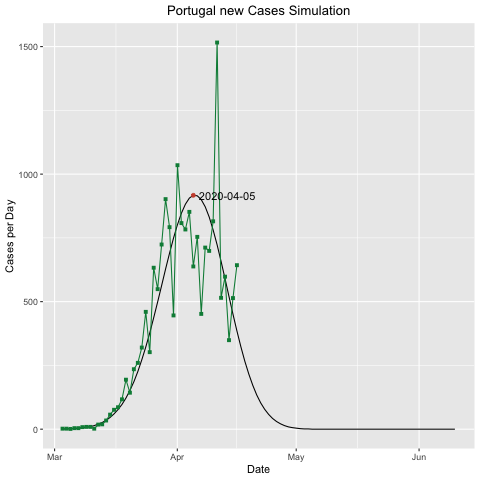 Portugal new Cases Simulation
1500
1000
500
0
Cases per Day
2020-04-05
Mar Apr May Jun
Date